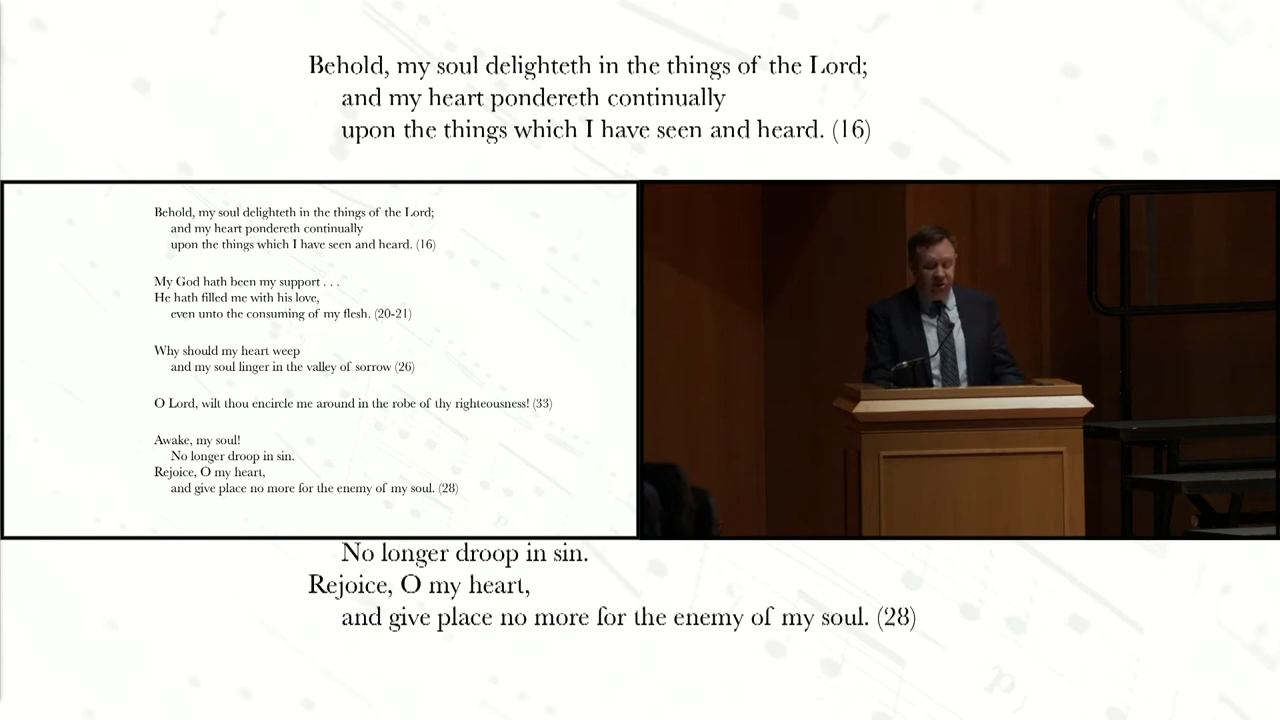 Behold, my soul delighteth in the things of the Lord;
and my heart pondereth continually
upon the things which I have seen and heard. (16)
Behold, my soul delighteth in the things of the Lord;
and my heart pondereth continually
upon the things which I have seen and heard. (16)
My God hath been my support . . .
He hath filled me with his love,
even unto the consuming of my flesh. (20-21)
Why should my heart weep
and my soul linger in the valley of sorrow (26)
O Lord, wilt thou encircle me around in the robe of thy righteousness! (33)
Awake, my soul!
No longer droop in sin.
Rejoice, O my heart,
and give place no more for the enemy of my soul. (28)
No longer droop in sin.
Rejoice, O my heart,
and give place no more for the enemy of my soul. (28)